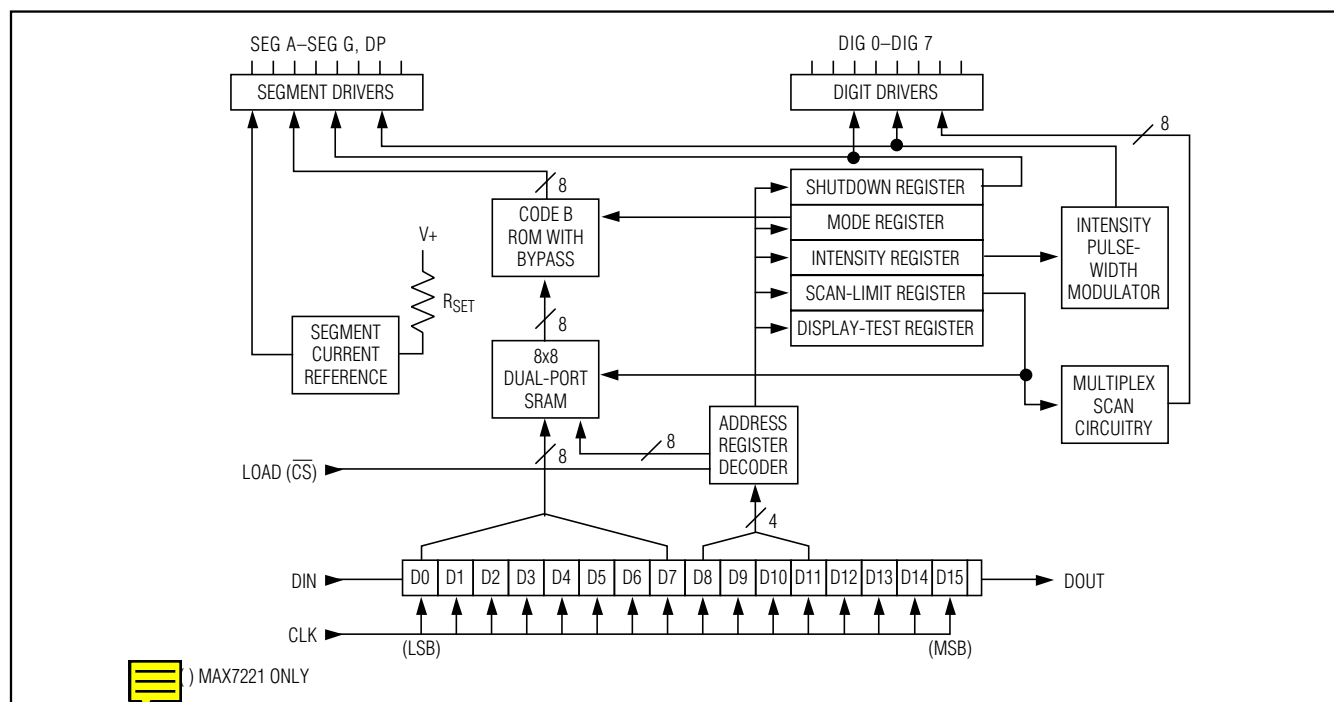 SEG A–SEG G, DP
DIG 0–DIG 7
SEGMENT DRIVERS
DIGIT DRIVERS
8
8
SHUTDOWN REGISTER
MODE REGISTER
INTENSITY REGISTER
SCAN-LIMIT REGISTER
DISPLAY-TEST REGISTER
CODE B
ROM WITH
BYPASS
INTENSITY
PULSE-
WIDTH
MODULATOR
V+
RSET
8
SEGMENT
CURRENT
REFERENCE
8x8
DUAL-PORT
SRAM
MULTIPLEX
SCAN
CIRCUITRY
ADDRESS
REGISTER
DECODER
8
8
LOAD (C̅S̅)
4
DIN
D0 D1 D2 D3 D4 D5 D6 D7 D8 D9 D10 D11 D12 D13 D14 D15
DOUT
CLK
(LSB)
(MSB)
( ) MAX7221 ONLY